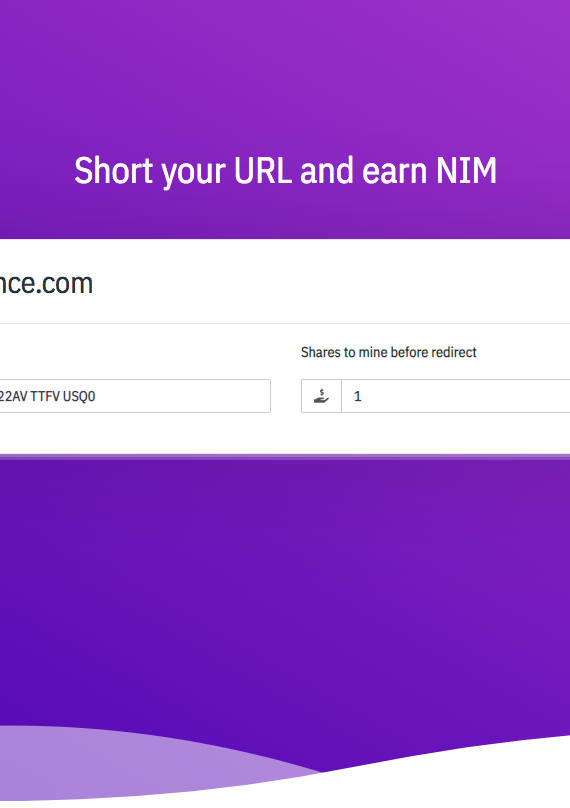 Short your URL and earn NIM
nce.com
Shares to mine before redirect
22AV TTFV USQ0
1